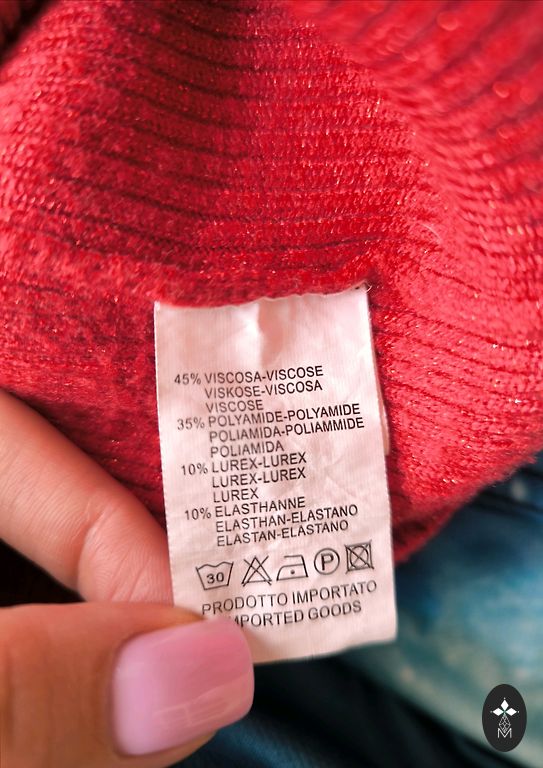 45% VISCOSA-VISCOSE
VISKOSE-VISCOSA
VISCOSE
35% POLYAMIDE-POLYAMIDE
POLIAMIDA-POLIAMMIDE
POLIAMIDA
10% LUREX-LUREX
LUREX-LUREX
LUREX
10% ELASTHANNE
ELASTHAN-ELASTANO
ELASTAN-ELASTANO
30 P
PRODOTTO IMPORTATO
IMPORTED GOODS
M